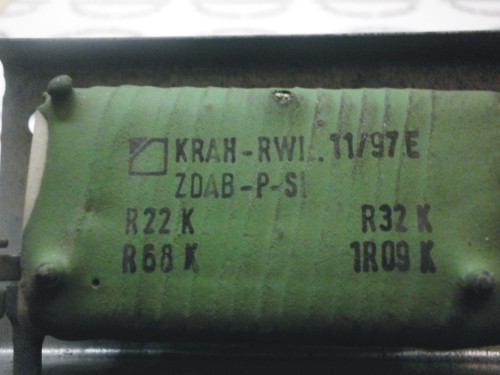 KRAH-RWI.. 11/97 E
ZDAB-P-SI
R22 K R32 K
R68 K 1R09 K